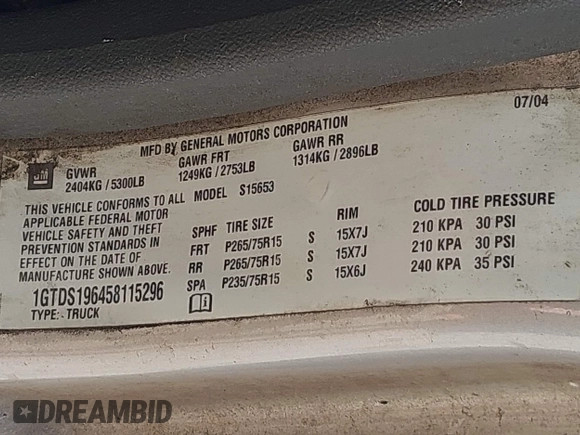 07/04
MFD BY GENERAL MOTORS CORPORATION
GM
GVWR GAWR FRT GAWR RR
2404KG / 5300LB 1249KG / 2753LB 1314KG / 2896LB
THIS VEHICLE CONFORMS TO ALL MODEL S15653
APPLICABLE FEDERAL MOTOR
VEHICLE SAFETY AND THEFT
PREVENTION STANDARDS IN
EFFECT ON THE DATE OF
MANUFACTURE SHOWN ABOVE.
SPHF TIRE SIZE RIM COLD TIRE PRESSURE
FRT P265/75R15 S 15X7J 210 KPA 30 PSI
RR P265/75R15 S 15X7J 210 KPA 30 PSI
SPA P235/75R15 S 15X6J 240 KPA 35 PSI
1GTDS196458115296
TYPE: TRUCK
DREAMBID